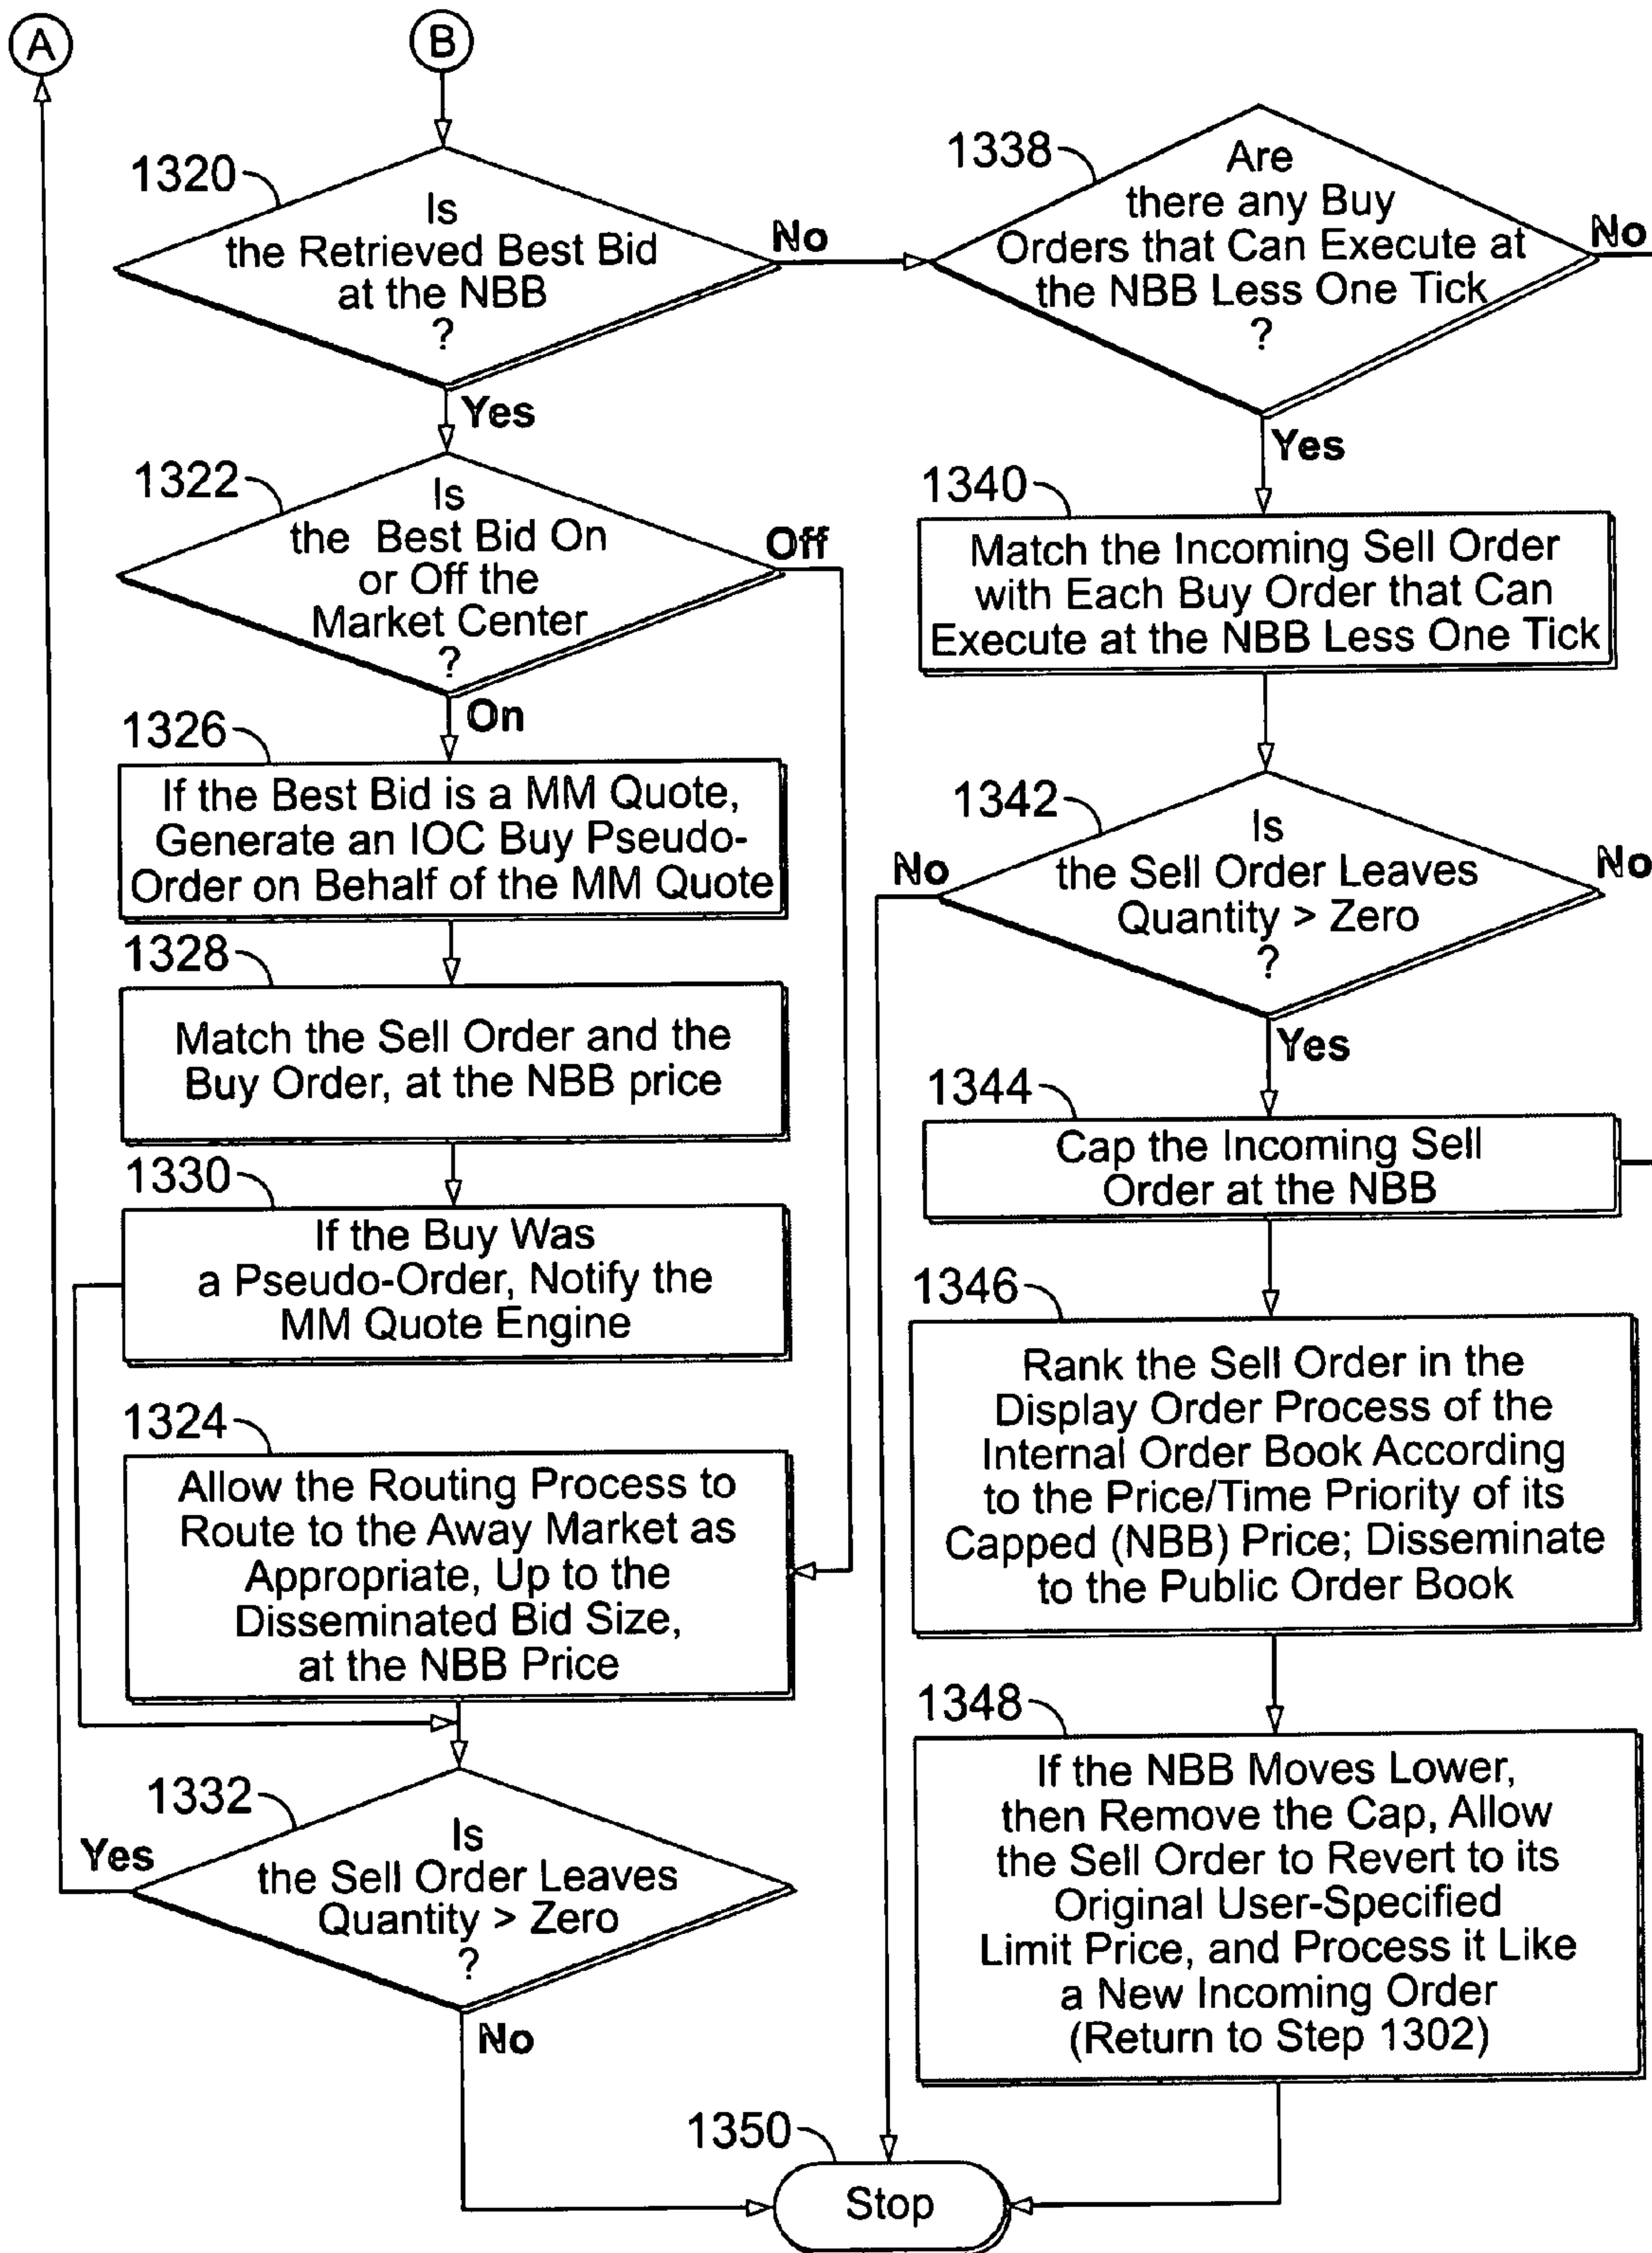 A
B
1320
Is
the Retrieved Best Bid
at the NBB
?
No
Yes
1322
Is
the Best Bid On
or Off the
Market Center
?
Off
On
1326
If the Best Bid is a MM Quote,
Generate an IOC Buy Pseudo-
Order on Behalf of the MM Quote
1328
Match the Sell Order and the
Buy Order, at the NBB price
1330
If the Buy Was
a Pseudo-Order, Notify the
MM Quote Engine
1324
Allow the Routing Process to
Route to the Away Market as
Appropriate, Up to the
Disseminated Bid Size,
at the NBB Price
1332
Is
the Sell Order Leaves
Quantity > Zero
?
Yes
No
1338
Are
there any Buy
Orders that Can Execute at
the NBB Less One Tick
?
No
Yes
1340
Match the Incoming Sell Order
with Each Buy Order that Can
Execute at the NBB Less One Tick
1342
Is
the Sell Order Leaves
Quantity > Zero
?
No
No
Yes
1344
Cap the Incoming Sell
Order at the NBB
1346
Rank the Sell Order in the
Display Order Process of the
Internal Order Book According
to the Price/Time Priority of its
Capped (NBB) Price; Disseminate
to the Public Order Book
1348
If the NBB Moves Lower,
then Remove the Cap, Allow
the Sell Order to Revert to its
Original User-Specified
Limit Price, and Process it Like
a New Incoming Order
(Return to Step 1302)
1350
Stop